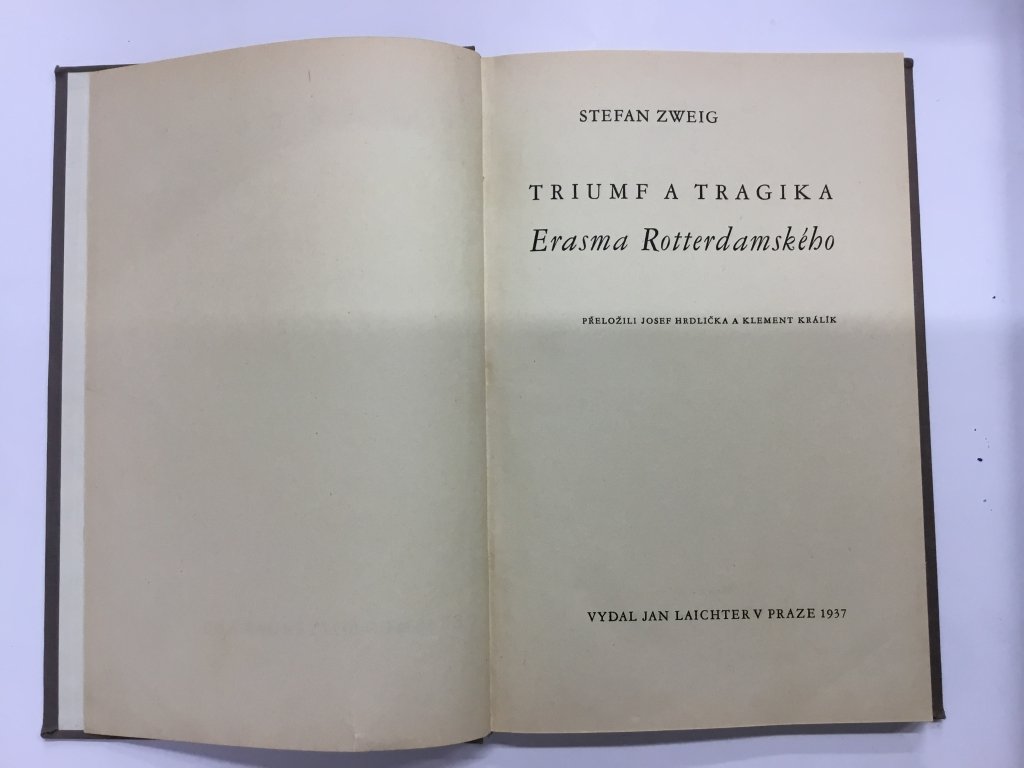 STEFAN ZWEIG
TRIUMF A TRAGIKA
Erasma Rotterdamského
PŘELOŽILI JOSEF HRDLIČKA A KLEMENT KRÁLÍK
VYDAL JAN LAICHTER V PRAZE 1937